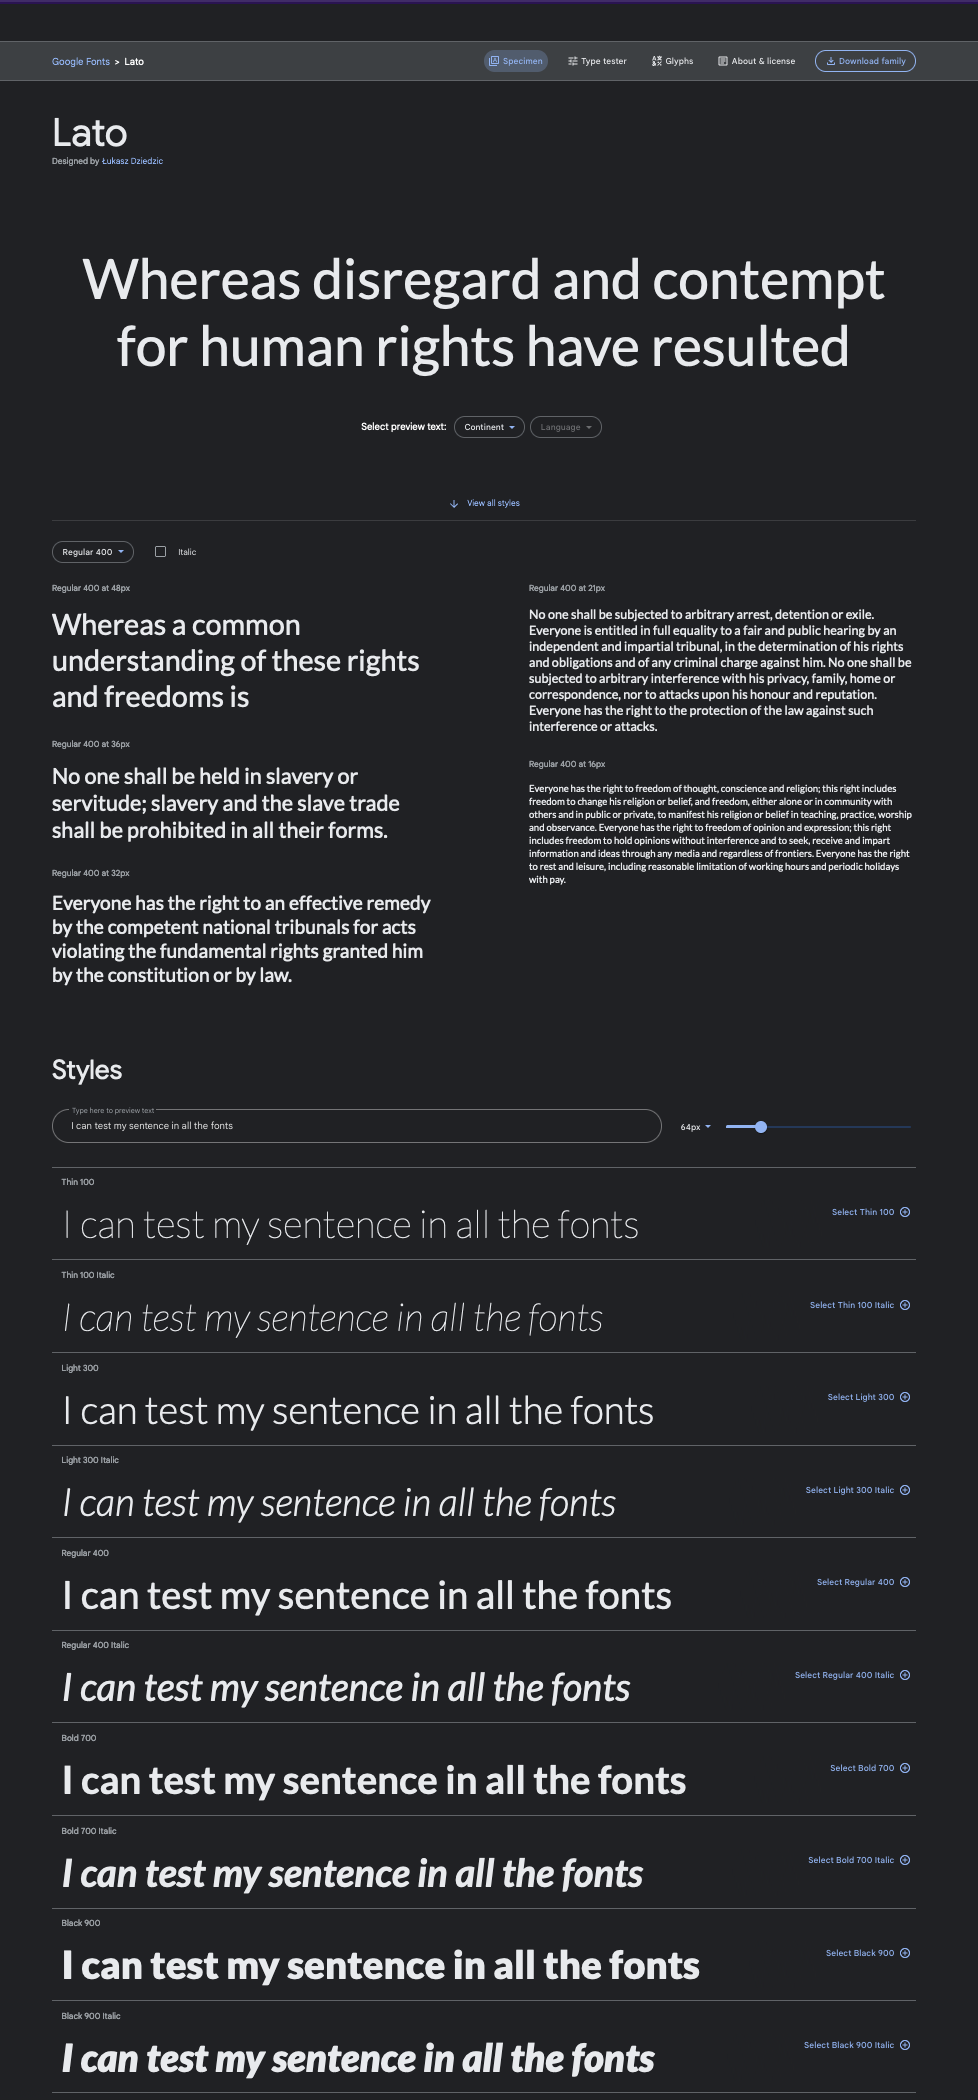 Google Fonts > Lato
Specimen
Type tester
Glyphs
About & license
Download family
Lato
Designed by Łukasz Dziedzic
Whereas disregard and contempt
for human rights have resulted
Select preview text:
Continent
Language
View all styles
Regular 400
Italic
Regular 400 at 48px
Whereas a common
understanding of these rights
and freedoms is
Regular 400 at 36px
No one shall be held in slavery or
servitude; slavery and the slave trade
shall be prohibited in all their forms.
Regular 400 at 32px
Everyone has the right to an effective remedy
by the competent national tribunals for acts
violating the fundamental rights granted him
by the constitution or by law.
Regular 400 at 21px
No one shall be subjected to arbitrary arrest, detention or exile.
Everyone is entitled in full equality to a fair and public hearing by an
independent and impartial tribunal, in the determination of his rights
and obligations and of any criminal charge against him. No one shall be
subjected to arbitrary interference with his privacy, family, home or
correspondence, nor to attacks upon his honour and reputation.
Everyone has the right to the protection of the law against such
interference or attacks.
Regular 400 at 16px
Everyone has the right to freedom of thought, conscience and religion; this right includes
freedom to change his religion or belief, and freedom, either alone or in community with
others and in public or private, to manifest his religion or belief in teaching, practice, worship
and observance. Everyone has the right to freedom of opinion and expression; this right
includes freedom to hold opinions without interference and to seek, receive and impart
information and ideas through any media and regardless of frontiers. Everyone has the right
to rest and leisure, including reasonable limitation of working hours and periodic holidays
with pay.
Styles
Type here to preview text
I can test my sentence in all the fonts
64px
Thin 100
I can test my sentence in all the fonts
Select Thin 100
Thin 100 Italic
I can test my sentence in all the fonts
Select Thin 100 Italic
Light 300
I can test my sentence in all the fonts
Select Light 300
Light 300 Italic
I can test my sentence in all the fonts
Select Light 300 Italic
Regular 400
I can test my sentence in all the fonts
Select Regular 400
Regular 400 Italic
I can test my sentence in all the fonts
Select Regular 400 Italic
Bold 700
I can test my sentence in all the fonts
Select Bold 700
Bold 700 Italic
I can test my sentence in all the fonts
Select Bold 700 Italic
Black 900
I can test my sentence in all the fonts
Select Black 900
Black 900 Italic
I can test my sentence in all the fonts
Select Black 900 Italic